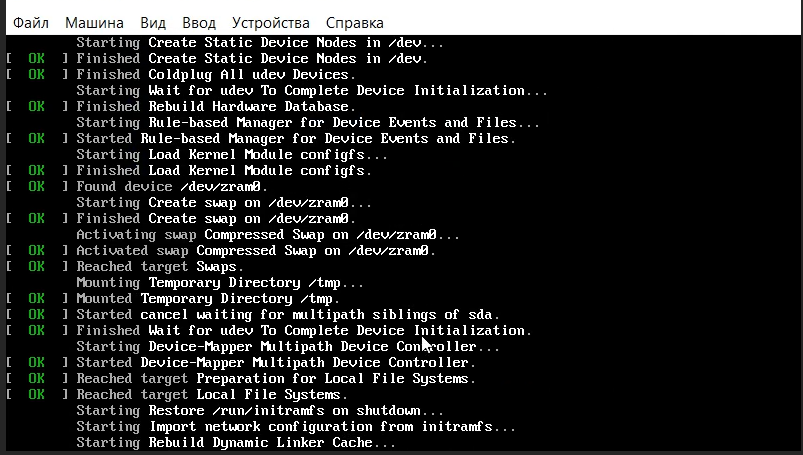 Файл Машина Вид Ввод Устройства Справка
Starting Create Static Device Nodes in /dev...
[ OK ] Finished Create Static Device Nodes in /dev.
[ OK ] Finished Coldplug All udev Devices.
Starting Wait for udev To Complete Device Initialization...
[ OK ] Finished Rebuild Hardware Database.
Starting Rule-based Manager for Device Events and Files...
[ OK ] Started Rule-based Manager for Device Events and Files.
Starting Load Kernel Module configfs...
[ OK ] Finished Load Kernel Module configfs.
[ OK ] Found device /dev/zram0.
Starting Create swap on /dev/zram0...
[ OK ] Finished Create swap on /dev/zram0.
Activating swap Compressed Swap on /dev/zram0...
[ OK ] Activated swap Compressed Swap on /dev/zram0.
[ OK ] Reached target Swaps.
Mounting Temporary Directory /tmp...
[ OK ] Mounted Temporary Directory /tmp.
[ OK ] Started cancel waiting for multipath siblings of sda.
[ OK ] Finished Wait for udev To Complete Device Initialization.
Starting Device-Mapper Multipath Device Controller...
[ OK ] Started Device-Mapper Multipath Device Controller.
[ OK ] Reached target Preparation for Local File Systems.
[ OK ] Reached target Local File Systems.
Starting Restore /run/initramfs on shutdown...
Starting Import network configuration from initramfs...
Starting Rebuild Dynamic Linker Cache...